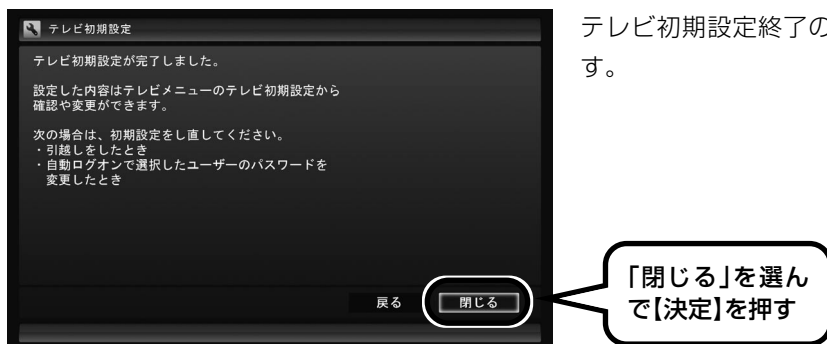 テレビ初期設定
テレビ初期設定が完了しました。
設定した内容はテレビメニューのテレビ初期設定から
確認や変更ができます。
次の場合は、初期設定をし直してください。
・引越しをしたとき
・自動ログオンで選択したユーザーのパスワードを
変更したとき
戻る
閉じる
テレビ初期設定終了の
す。
「閉じる」を選ん
で【決定】を押す